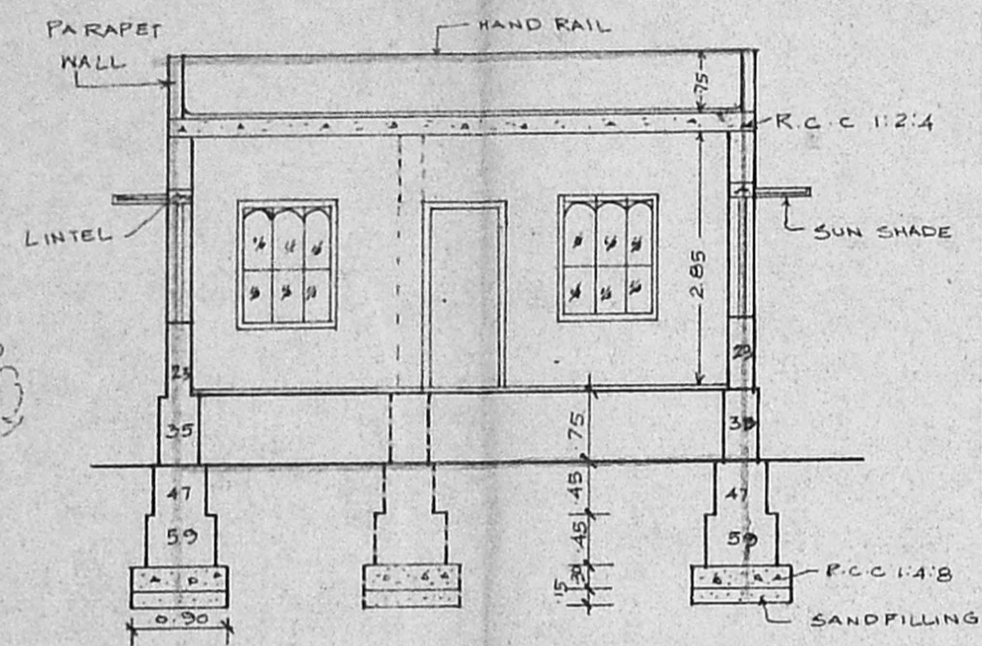 PARAPET
WALL
HAND RAIL
.75
R.C.C 1:2:4
LINTEL
SUN SHADE
2.85
23
23
35
.75
47
.45
47
59
.45
59
.30
.15
P.C.C 1:4:8
0.90
SANDFILLING